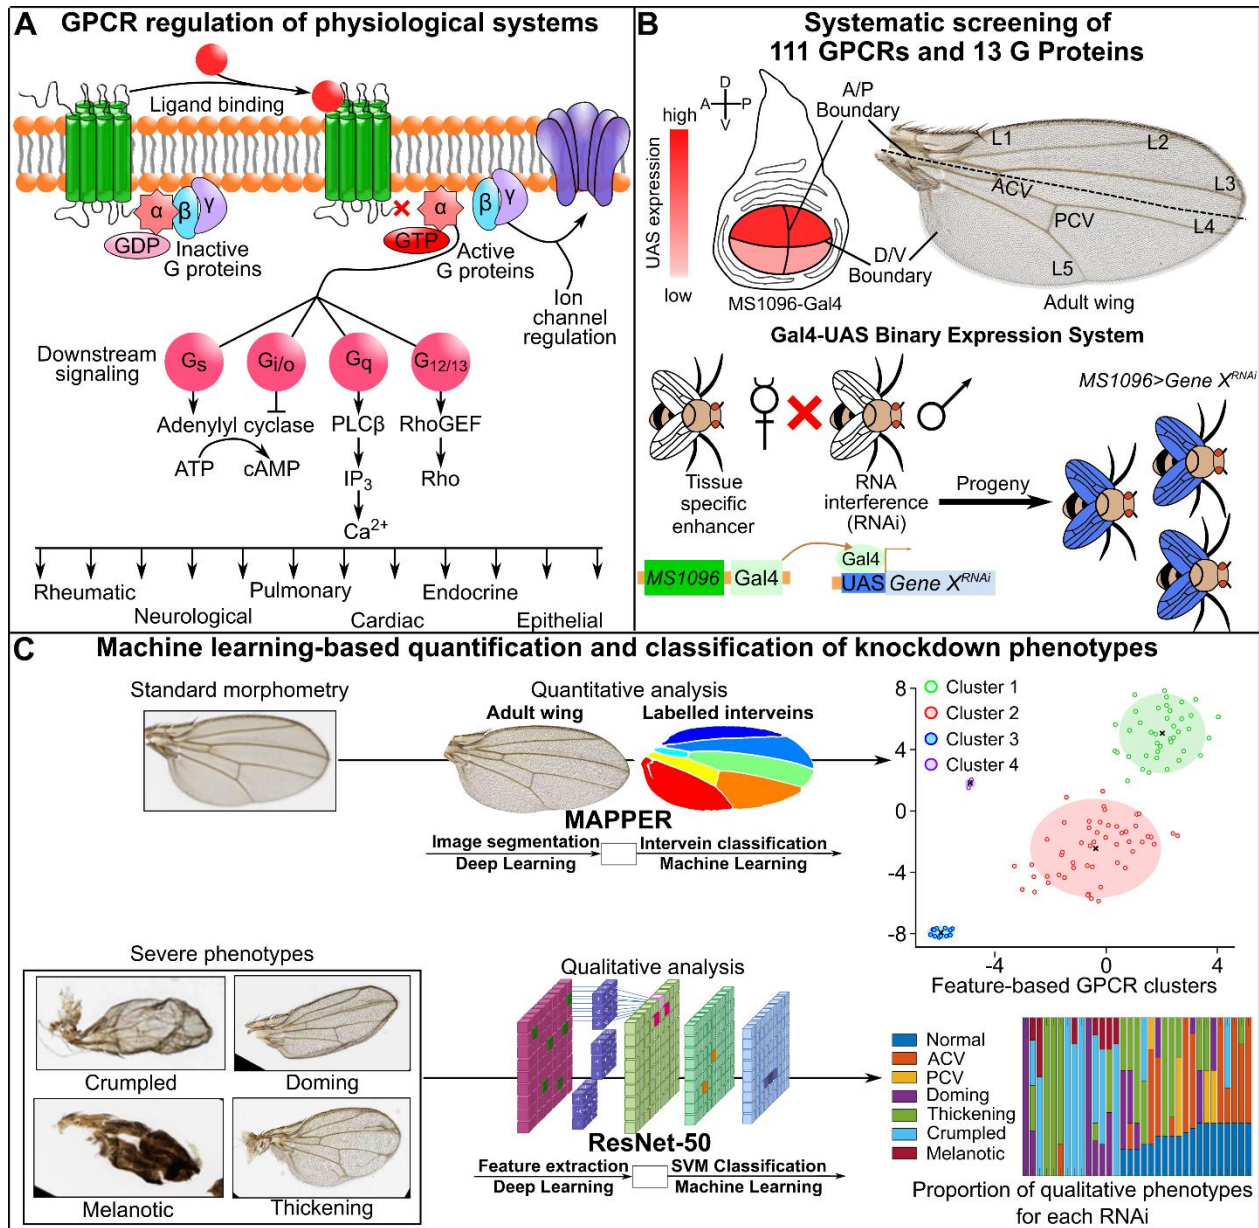 A GPCR regulation of physiological systems
Ligand binding
α
β
γ
GDP
Inactive
G proteins
α
β
γ
GTP
Active
G proteins
Ion
channel
regulation
Downstream
signaling
Gs
Gi/o
Gq
G12/13
Adenylyl cyclase
PLCβ
RhoGEF
ATP
cAMP
IP3
Rho
Ca2+
Rheumatic
Neurological
Pulmonary
Cardiac
Endocrine
Epithelial
B Systematic screening of
111 GPCRs and 13 G Proteins
D
A
P
V
high
UAS expression
low
MS1096-Gal4
A/P
Boundary
D/V
Boundary
L1
L2
L3
L4
L5
ACV
PCV
Adult wing
Gal4-UAS Binary Expression System
MS1096>Gene XRNAi
Tissue
specific
enhancer
RNA
interference
(RNAi)
Progeny
MS1096
Gal4
Gal4
UAS
Gene XRNAi
C Machine learning-based quantification and classification of knockdown phenotypes
Standard morphometry
Quantitative analysis
Adult wing
Labelled interveins
MAPPER
Image segmentation
Deep Learning
Intervein classification
Machine Learning
Cluster 1
Cluster 2
Cluster 3
Cluster 4
8
4
0
-4
-8
-4
0
4
Feature-based GPCR clusters
Severe phenotypes
Crumpled
Doming
Melanotic
Thickening
Qualitative analysis
ResNet-50
Feature extraction
Deep Learning
SVM Classification
Machine Learning
Normal
ACV
PCV
Doming
Thickening
Crumpled
Melanotic
Proportion of qualitative phenotypes
for each RNAi